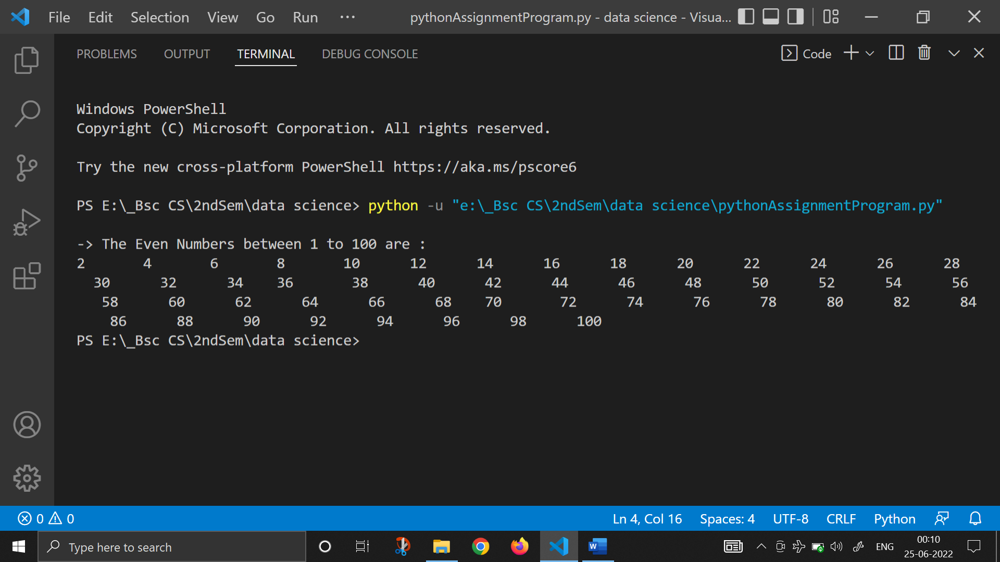 File Edit Selection View Go Run ··· pythonAssignmentProgram.py - data science - Visua...
PROBLEMS OUTPUT TERMINAL DEBUG CONSOLE Code
Windows PowerShell
Copyright (C) Microsoft Corporation. All rights reserved.
Try the new cross-platform PowerShell https://aka.ms/pscore6
PS E:\_Bsc CS\2ndSem\data science> python -u "e:\_Bsc CS\2ndSem\data science\pythonAssignmentProgram.py"
-> The Even Numbers between 1 to 100 are :
2 4 6 8 10 12 14 16 18 20 22 24 26 28
30 32 34 36 38 40 42 44 46 48 50 52 54 56
58 60 62 64 66 68 70 72 74 76 78 80 82 84
86 88 90 92 94 96 98 100
PS E:\_Bsc CS\2ndSem\data science>
0 0 Ln 4, Col 16 Spaces: 4 UTF-8 CRLF Python
Type here to search W ENG 00:10
25-06-2022